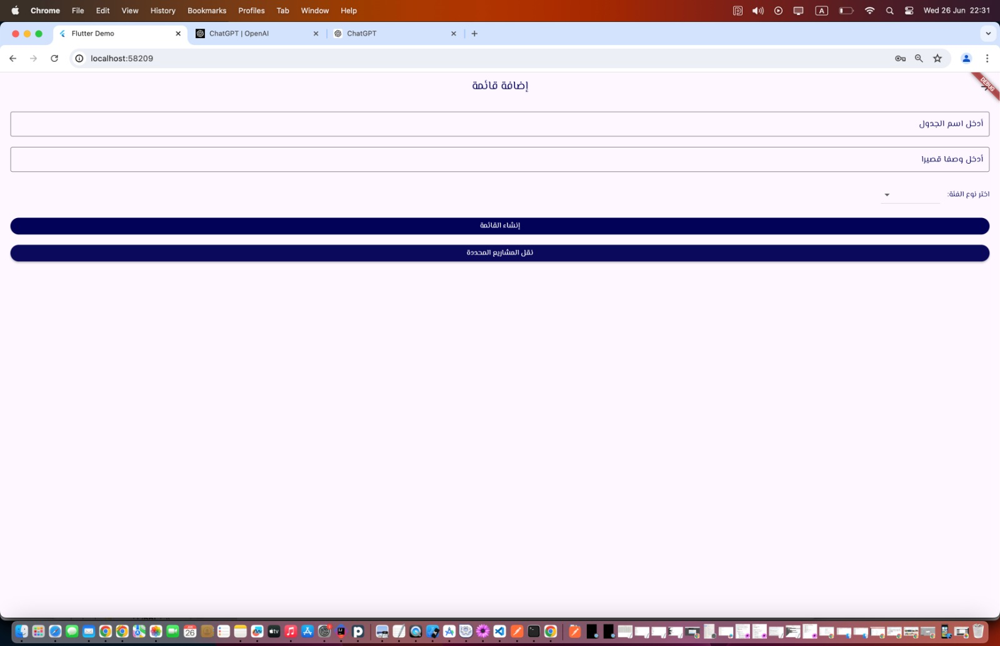 Chrome File Edit View History Bookmarks Profiles Tab Window Help
A
Wed 26 Jun 22:31
Flutter Demo
ChatGPT | OpenAI
ChatGPT
localhost:58209
DEBUG
إضافة قائمة
أدخل اسم الجدول
أدخل وصفا قصيرا
اختر نوع الفئة:
إنشاء القائمة
نقل المشاريع المحددة
26
tv